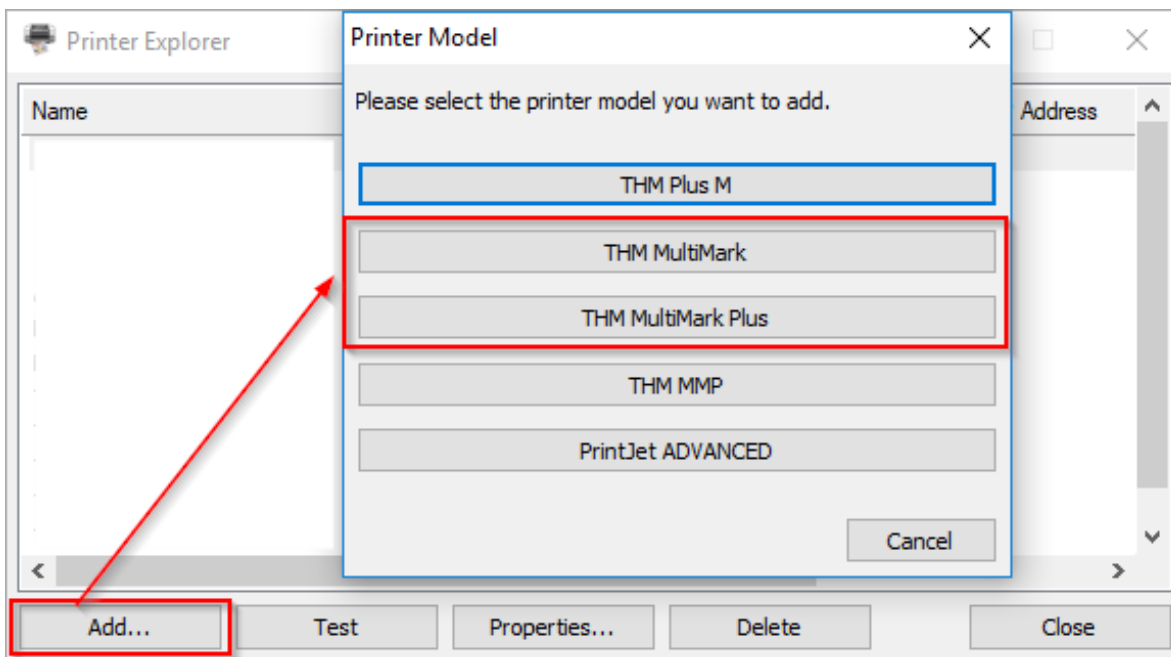 Printer Explorer
Printer Model
Name
Please select the printer model you want to add.
Address
THM Plus M
THM MultiMark
THM MultiMark Plus
THM MMP
PrintJet ADVANCED
Cancel
Add...
Test
Properties...
Delete
Close